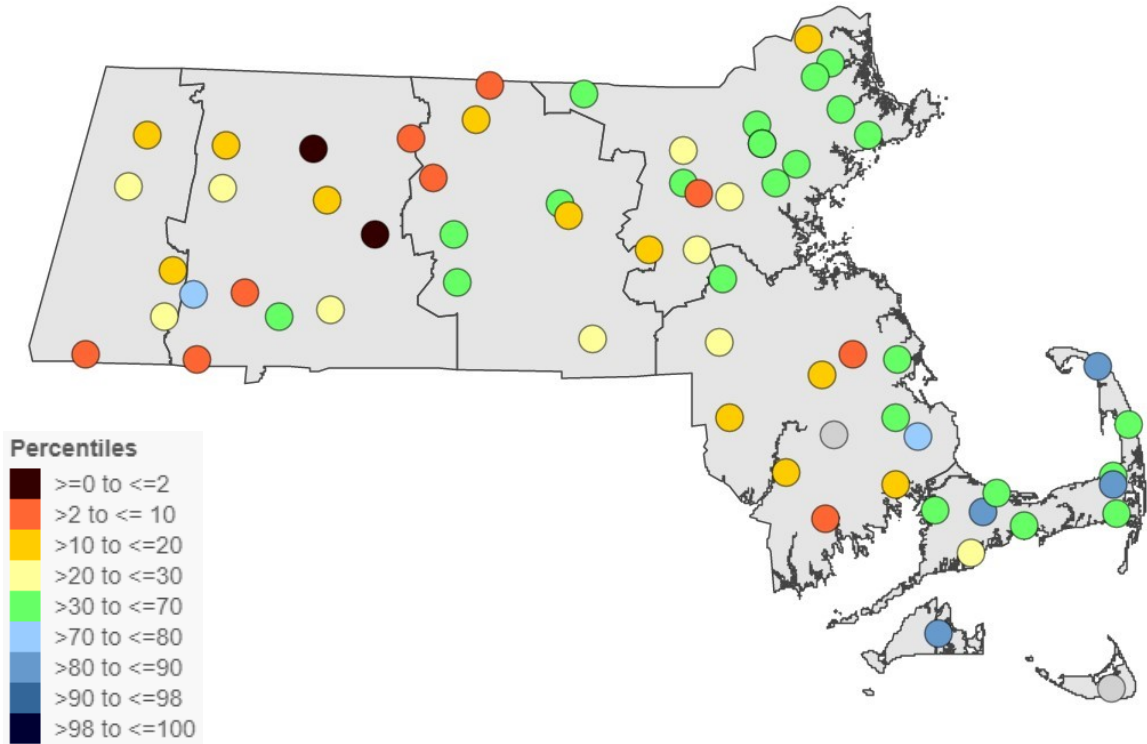 Percentiles
>=0 to <=2
>2 to <= 10
>10 to <=20
>20 to <=30
>30 to <=70
>70 to <=80
>80 to <=90
>90 to <=98
>98 to <=100